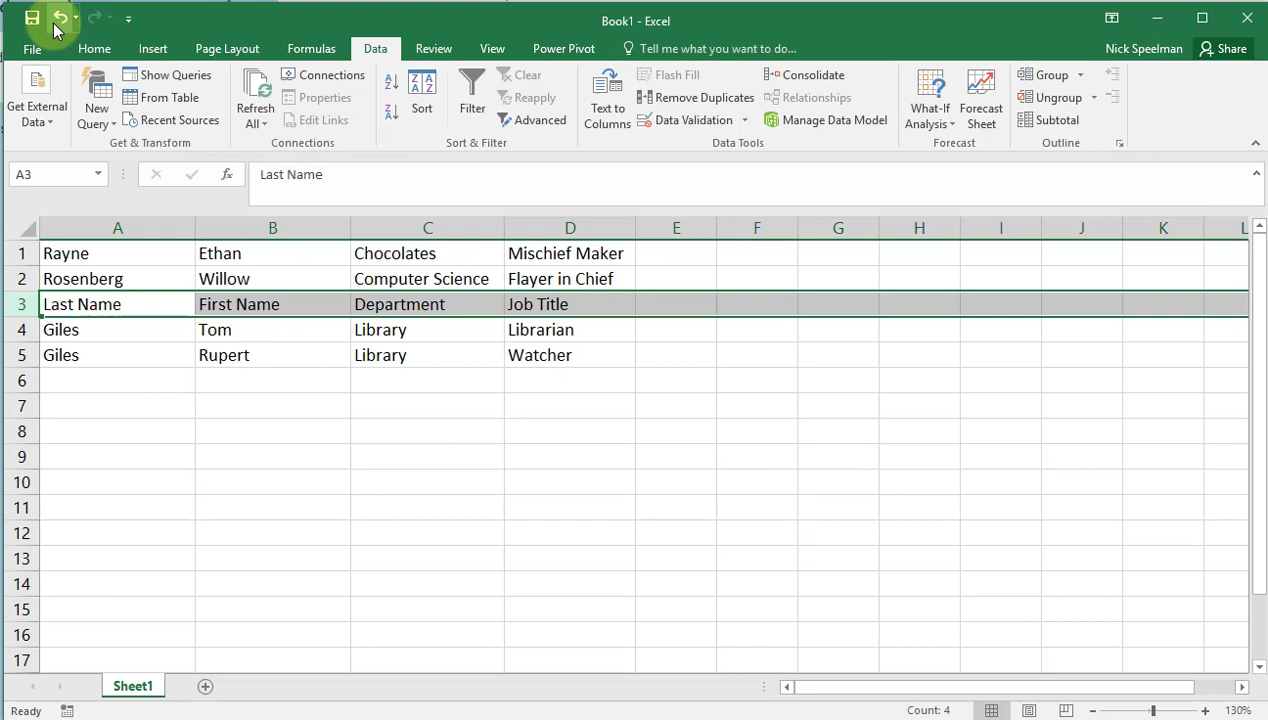 Book1 - Excel
File Home Insert Page Layout Formulas Data Review View Power Pivot Tell me what you want to do... Nick Speelman Share
Get External Data
New Query
Show Queries
From Table
Recent Sources
Get & Transform
Refresh All
Connections
Properties
Edit Links
Connections
Sort
Filter
Clear
Reapply
Advanced
Sort & Filter
Text to Columns
Flash Fill
Remove Duplicates
Data Validation
Consolidate
Relationships
Manage Data Model
Data Tools
What-If Analysis
Forecast Sheet
Forecast
Group
Ungroup
Subtotal
Outline
A3 fx Last Name
A B C D E F G H I J K L
1 Rayne Ethan Chocolates Mischief Maker
2 Rosenberg Willow Computer Science Flayer in Chief
3 Last Name First Name Department Job Title
4 Giles Tom Library Librarian
5 Giles Rupert Library Watcher
6
7
8
9
10
11
12
13
14
15
16
17
Sheet1
Ready Count: 4 130%